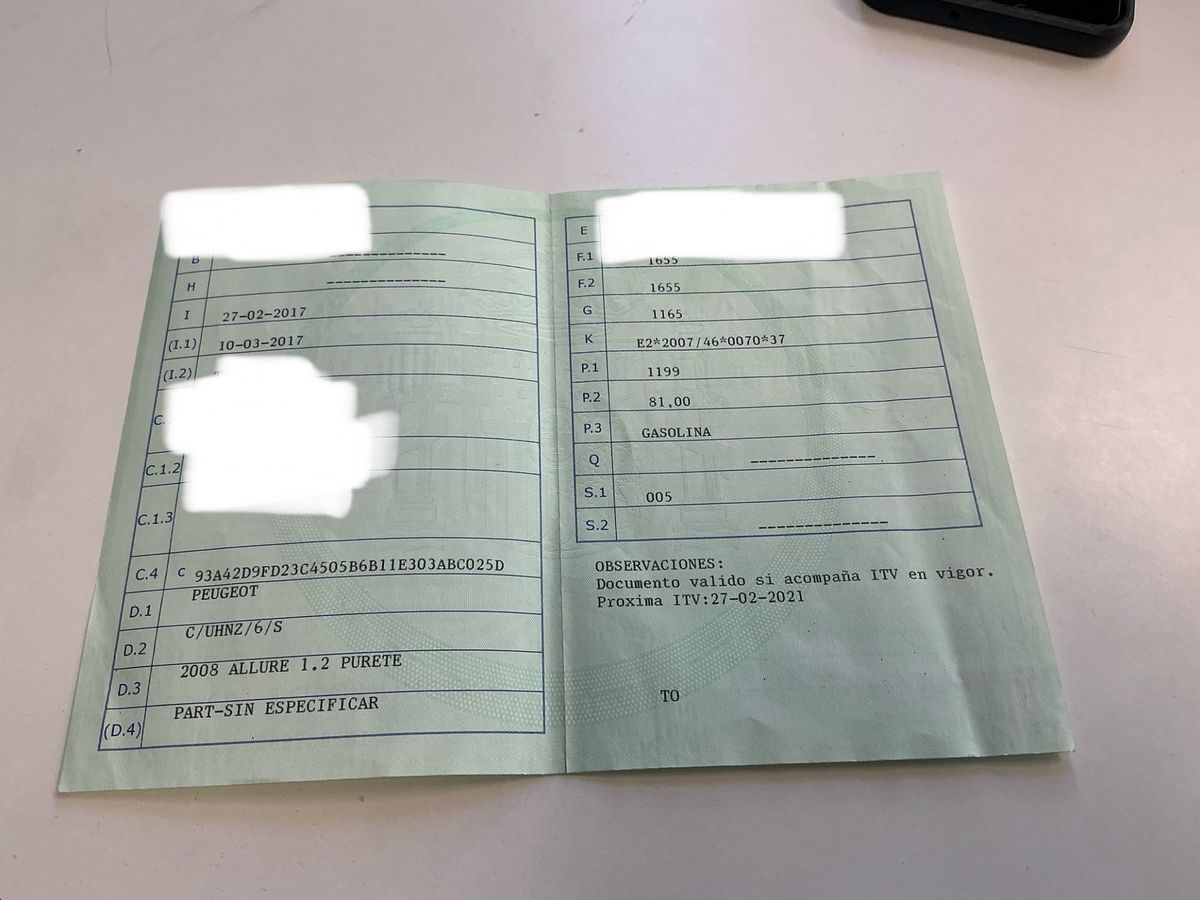 B --------------
H --------------
I 27-02-2017
(I.1) 10-03-2017
(I.2)
C.1.2
C.1.3
C.4 C 93A42D9FD23C4505B6B11E303ABC025D
D.1 PEUGEOT
D.2 C/UHNZ/6/S
D.3 2008 ALLURE 1.2 PURETE
(D.4) PART-SIN ESPECIFICAR
E
F.1 1655
F.2 1655
G 1165
K E2*2007/46*0070*37
P.1 1199
P.2 81,00
P.3 GASOLINA
Q --------------
S.1 005
S.2 --------------
OBSERVACIONES:
Documento valido si acompaña ITV en vigor.
Proxima ITV:27-02-2021
TO